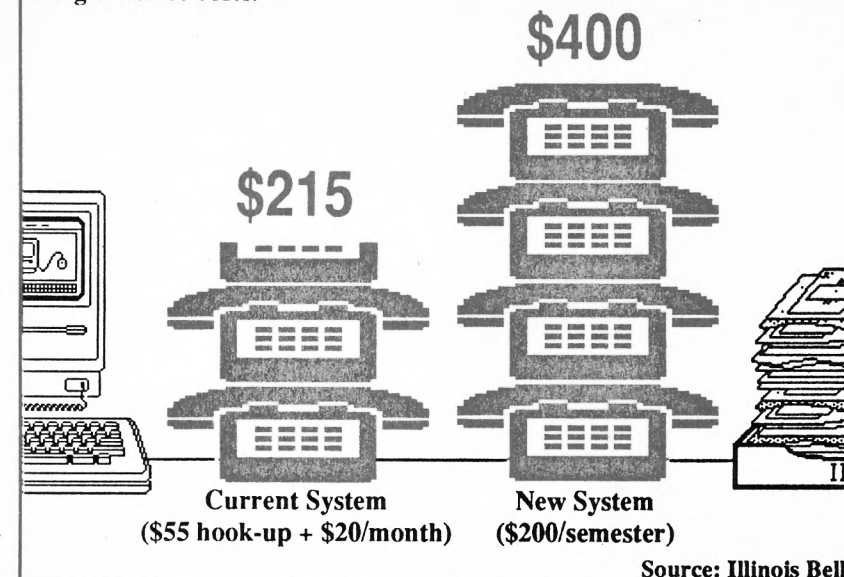 $400
$215
Current System
($55 hook-up + $20/month)
New System
($200/semester)
Source: Illinois Bell